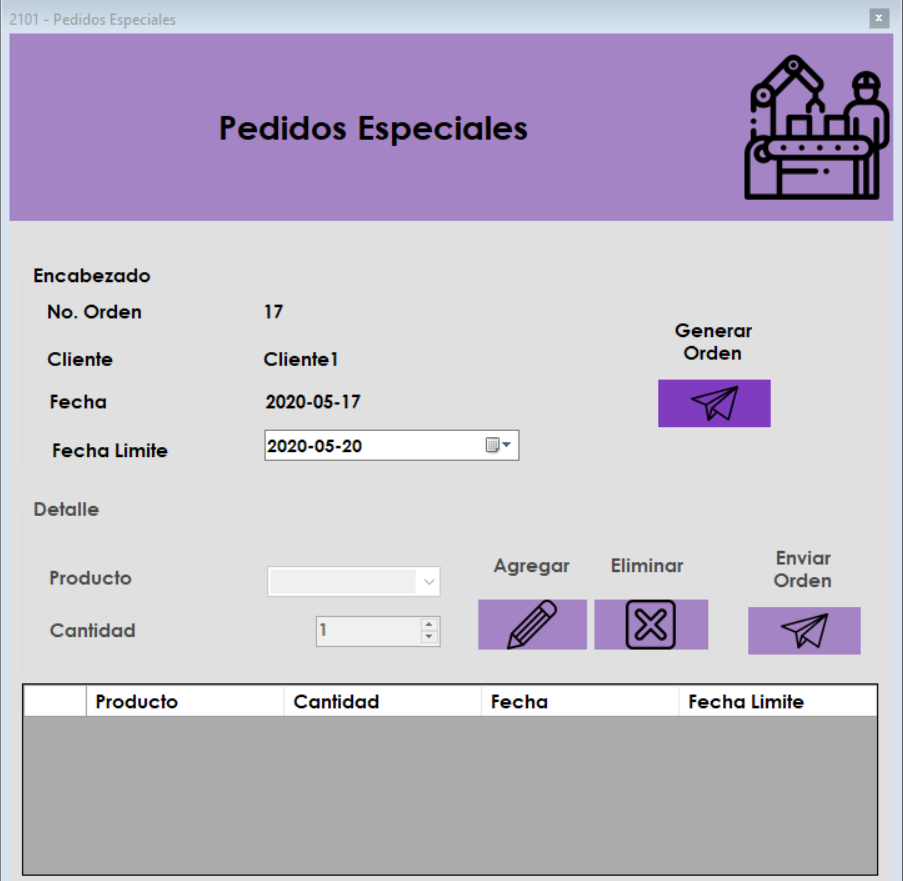 2101 - Pedidos Especiales
Pedidos Especiales
Encabezado
No. Orden 17
Cliente Cliente1
Fecha 2020-05-17
Fecha Limite 2020-05-20
Generar
Orden
Detalle
Producto
Cantidad 1
Agregar
Eliminar
Enviar
Orden
Producto Cantidad Fecha Fecha Limite